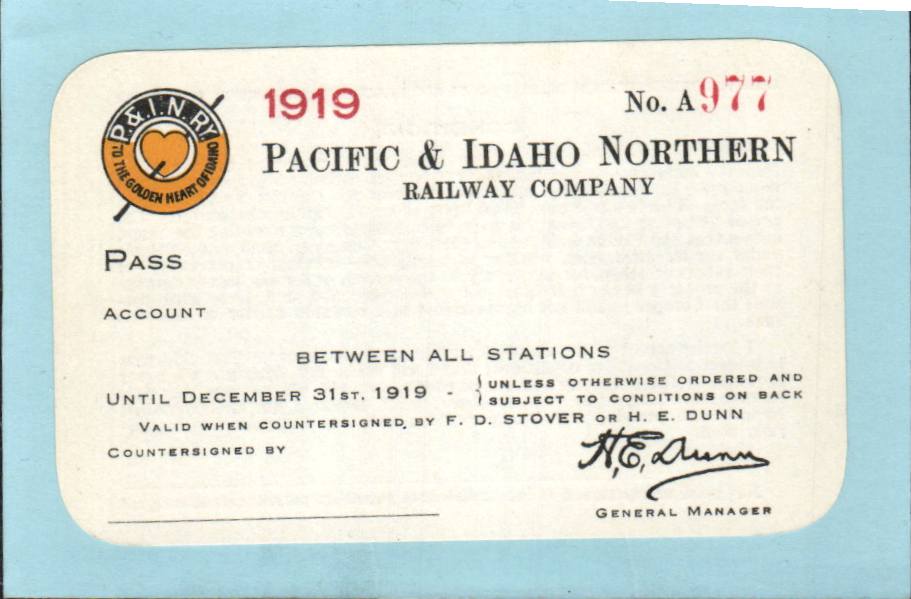 1919
No. A977
P. & I. N. RY
TO THE GOLDEN HEART OF IDAHO
PACIFIC & IDAHO NORTHERN
RAILWAY COMPANY
PASS
ACCOUNT
BETWEEN ALL STATIONS
UNTIL DECEMBER 31ST, 1919 - { UNLESS OTHERWISE ORDERED AND
SUBJECT TO CONDITIONS ON BACK
VALID WHEN COUNTERSIGNED BY F. D. STOVER OR H. E. DUNN
COUNTERSIGNED BY
H. E. Dunn
GENERAL MANAGER